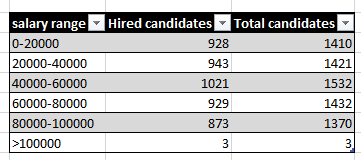 salary range Hired candidates Total candidates
0-20000 928 1410
20000-40000 943 1421
40000-60000 1021 1532
60000-80000 929 1432
80000-100000 873 1370
>100000 3 3